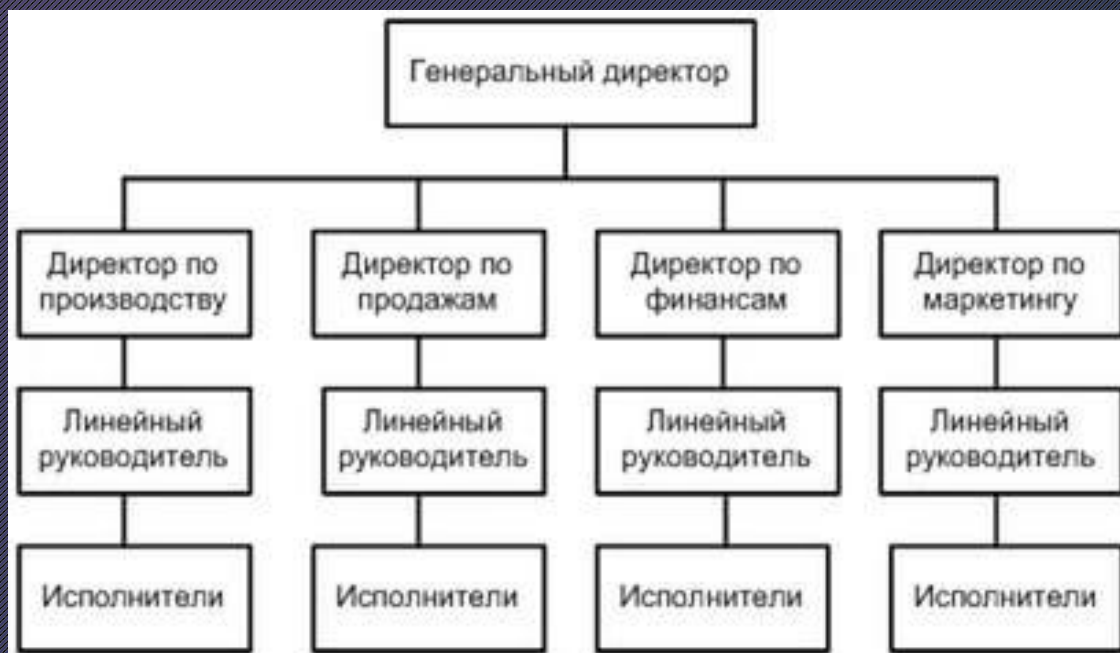 Генеральный директор
Директор по
производству
Директор по
продажам
Директор по
финансам
Директор по
маркетингу
Линейный
руководитель
Линейный
руководитель
Линейный
руководитель
Линейный
руководитель
Исполнители
Исполнители
Исполнители
Исполнители